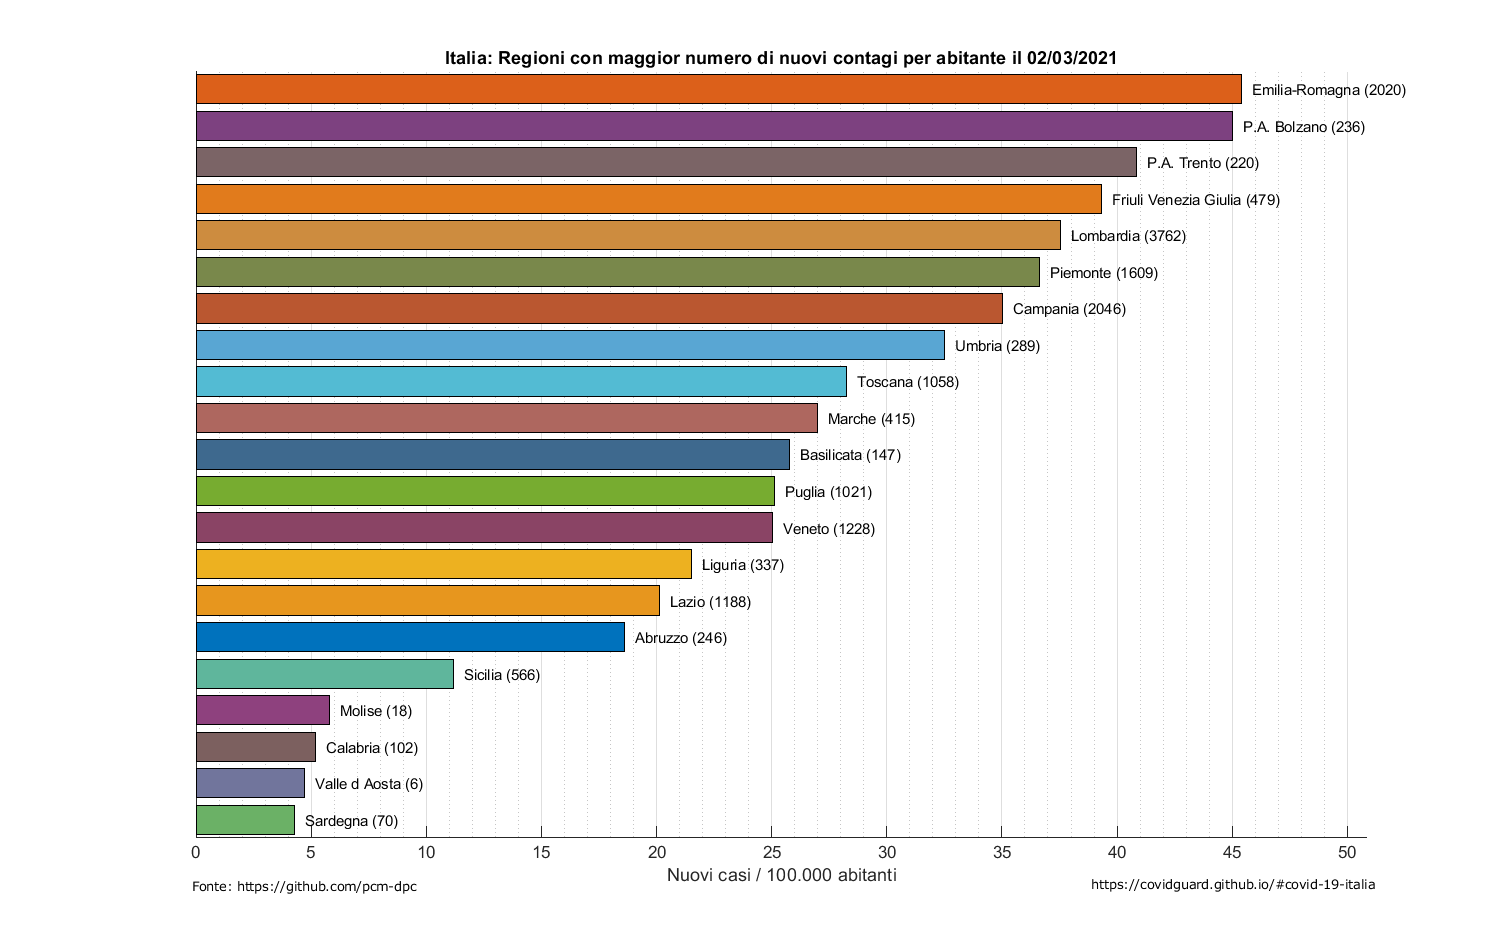 Italia: Regioni con maggior numero di nuovi contagi per abitante il 02/03/2021
Emilia-Romagna (2020)
P.A. Bolzano (236)
P.A. Trento (220)
Friuli Venezia Giulia (479)
Lombardia (3762)
Piemonte (1609)
Campania (2046)
Umbria (289)
Toscana (1058)
Marche (415)
Basilicata (147)
Puglia (1021)
Veneto (1228)
Liguria (337)
Lazio (1188)
Abruzzo (246)
Sicilia (566)
Molise (18)
Calabria (102)
Valle d Aosta (6)
Sardegna (70)
0 5 10 15 20 25 30 35 40 45 50
Nuovi casi / 100.000 abitanti
Fonte: https://github.com/pcm-dpc
https://covidguard.github.io/#covid-19-italia